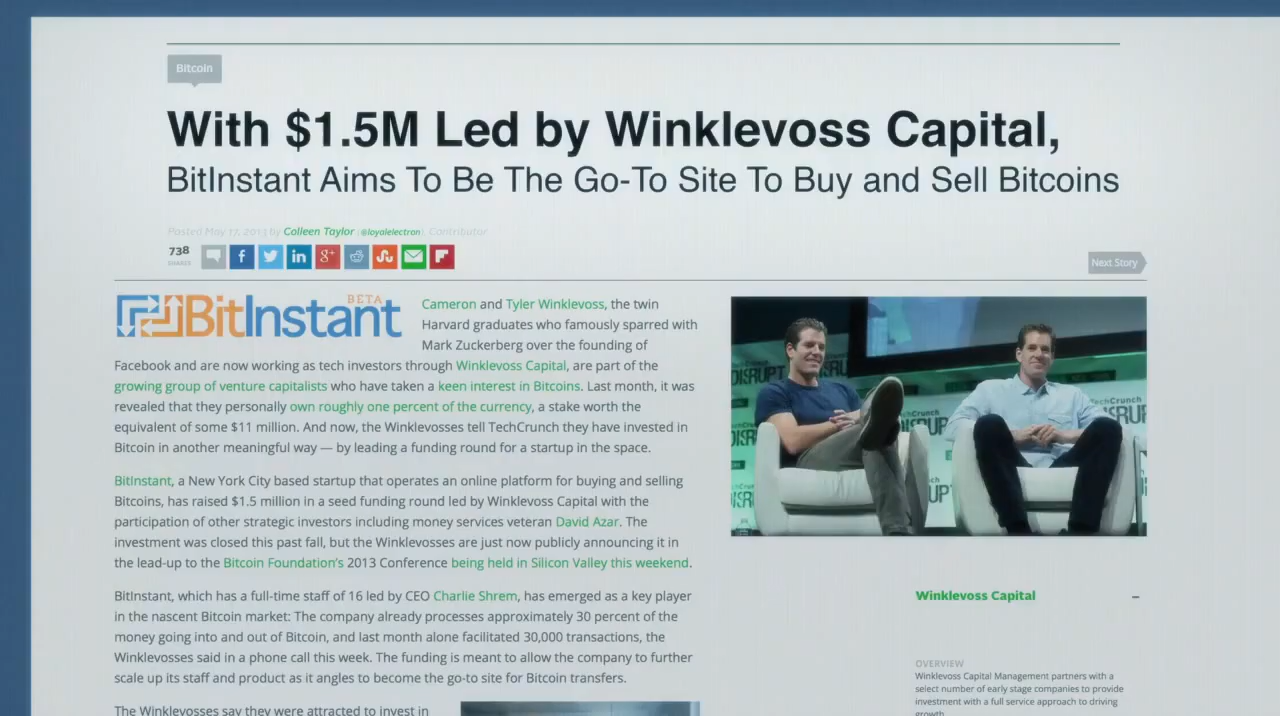 Bitcoin
With $1.5M Led by Winklevoss Capital,
BitInstant Aims To Be The Go-To Site To Buy and Sell Bitcoins
Posted May 17, 2013 by Colleen Taylor (@loyalelectron), Contributor
738
SHARES
Next Story
BitInstant BETA
Cameron and Tyler Winklevoss, the twin
Harvard graduates who famously sparred with
Mark Zuckerberg over the founding of
Facebook and are now working as tech investors through Winklevoss Capital, are part of the
growing group of venture capitalists who have taken a keen interest in Bitcoins. Last month, it was
revealed that they personally own roughly one percent of the currency, a stake worth the
equivalent of some $11 million. And now, the Winklevosses tell TechCrunch they have invested in
Bitcoin in another meaningful way — by leading a funding round for a startup in the space.
BitInstant, a New York City based startup that operates an online platform for buying and selling
Bitcoins, has raised $1.5 million in a seed funding round led by Winklevoss Capital with the
participation of other strategic investors including money services veteran David Azar. The
investment was closed this past fall, but the Winklevosses are just now publicly announcing it in
the lead-up to the Bitcoin Foundation's 2013 Conference being held in Silicon Valley this weekend.
BitInstant, which has a full-time staff of 16 led by CEO Charlie Shrem, has emerged as a key player
in the nascent Bitcoin market: The company already processes approximately 30 percent of the
money going into and out of Bitcoin, and last month alone facilitated 30,000 transactions, the
Winklevosses said in a phone call this week. The funding is meant to allow the company to further
scale up its staff and product as it angles to become the go-to site for Bitcoin transfers.
The Winklevosses say they were attracted to invest in
TechCrunch
DISRUPT
Winklevoss Capital –
OVERVIEW
Winklevoss Capital Management partners with a
select number of early stage companies to provide
investment with a full service approach to driving
growth